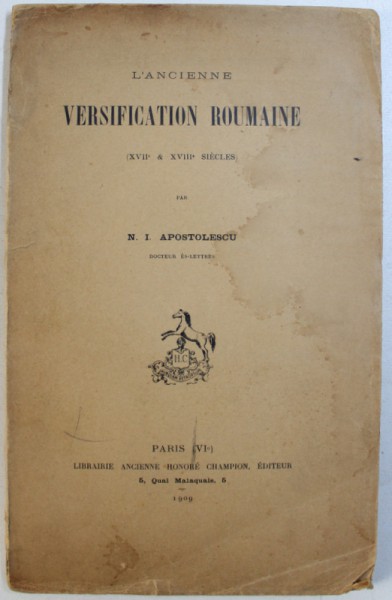 L'ANCIENNE
VERSIFICATION ROUMAINE
(XVIIe & XVIIIe SIÈCLES
PAR
N. I. APOSTOLESCU
DOCTEUR ÈS-LETTRES
H.C
PARIS (VIe)
LIBRAIRIE ANCIENNE HONORÉ CHAMPION, ÉDITEUR
5, Quai Malaquais, 5
1909